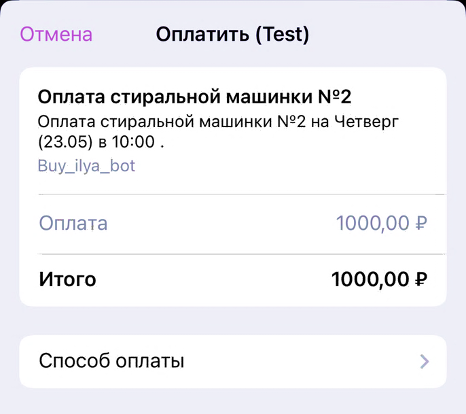 Отмена Оплатить (Test)
Оплата стиральной машинки №2
Оплата стиральной машинки №2 на Четверг
(23.05) в 10:00 .
Buy_ilya_bot
Оплата 1000,00 ₽
Итого 1000,00 ₽
Способ оплаты